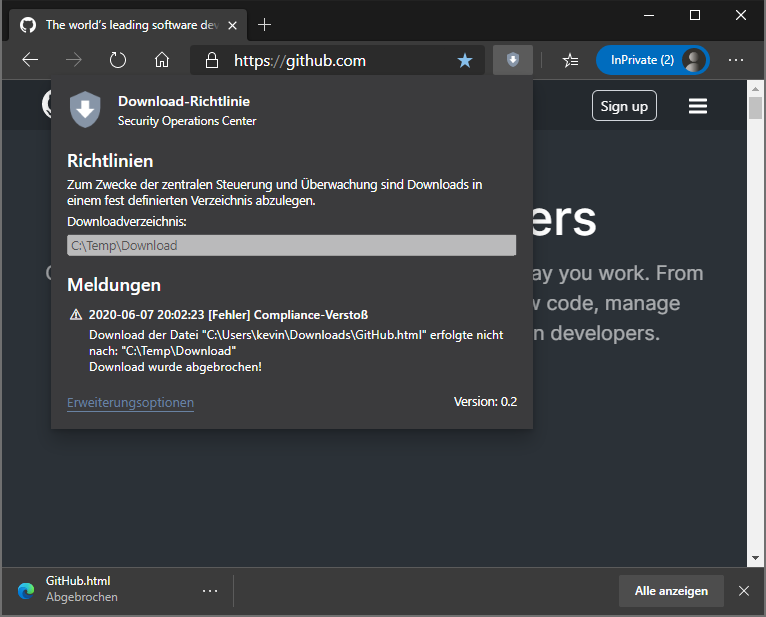 The world's leading software dev
https://github.com
InPrivate (2)
Download-Richtlinie
Security Operations Center
Sign up
Richtlinien
Zum Zwecke der zentralen Steuerung und Überwachung sind Downloads in
einem fest definierten Verzeichnis abzulegen.
Downloadverzeichnis:
C:\Temp\Download
ers
ay you work. From
code, manage
n developers.
Meldungen
2020-06-07 20:02:23 [Fehler] Compliance-Verstoß
Download der Datei "C:\Users\kevin\Downloads\GitHub.html" erfolgte nicht
nach: "C:\Temp\Download"
Download wurde abgebrochen!
Erweiterungsoptionen
Version: 0.2
GitHub.html
Abgebrochen
Alle anzeigen